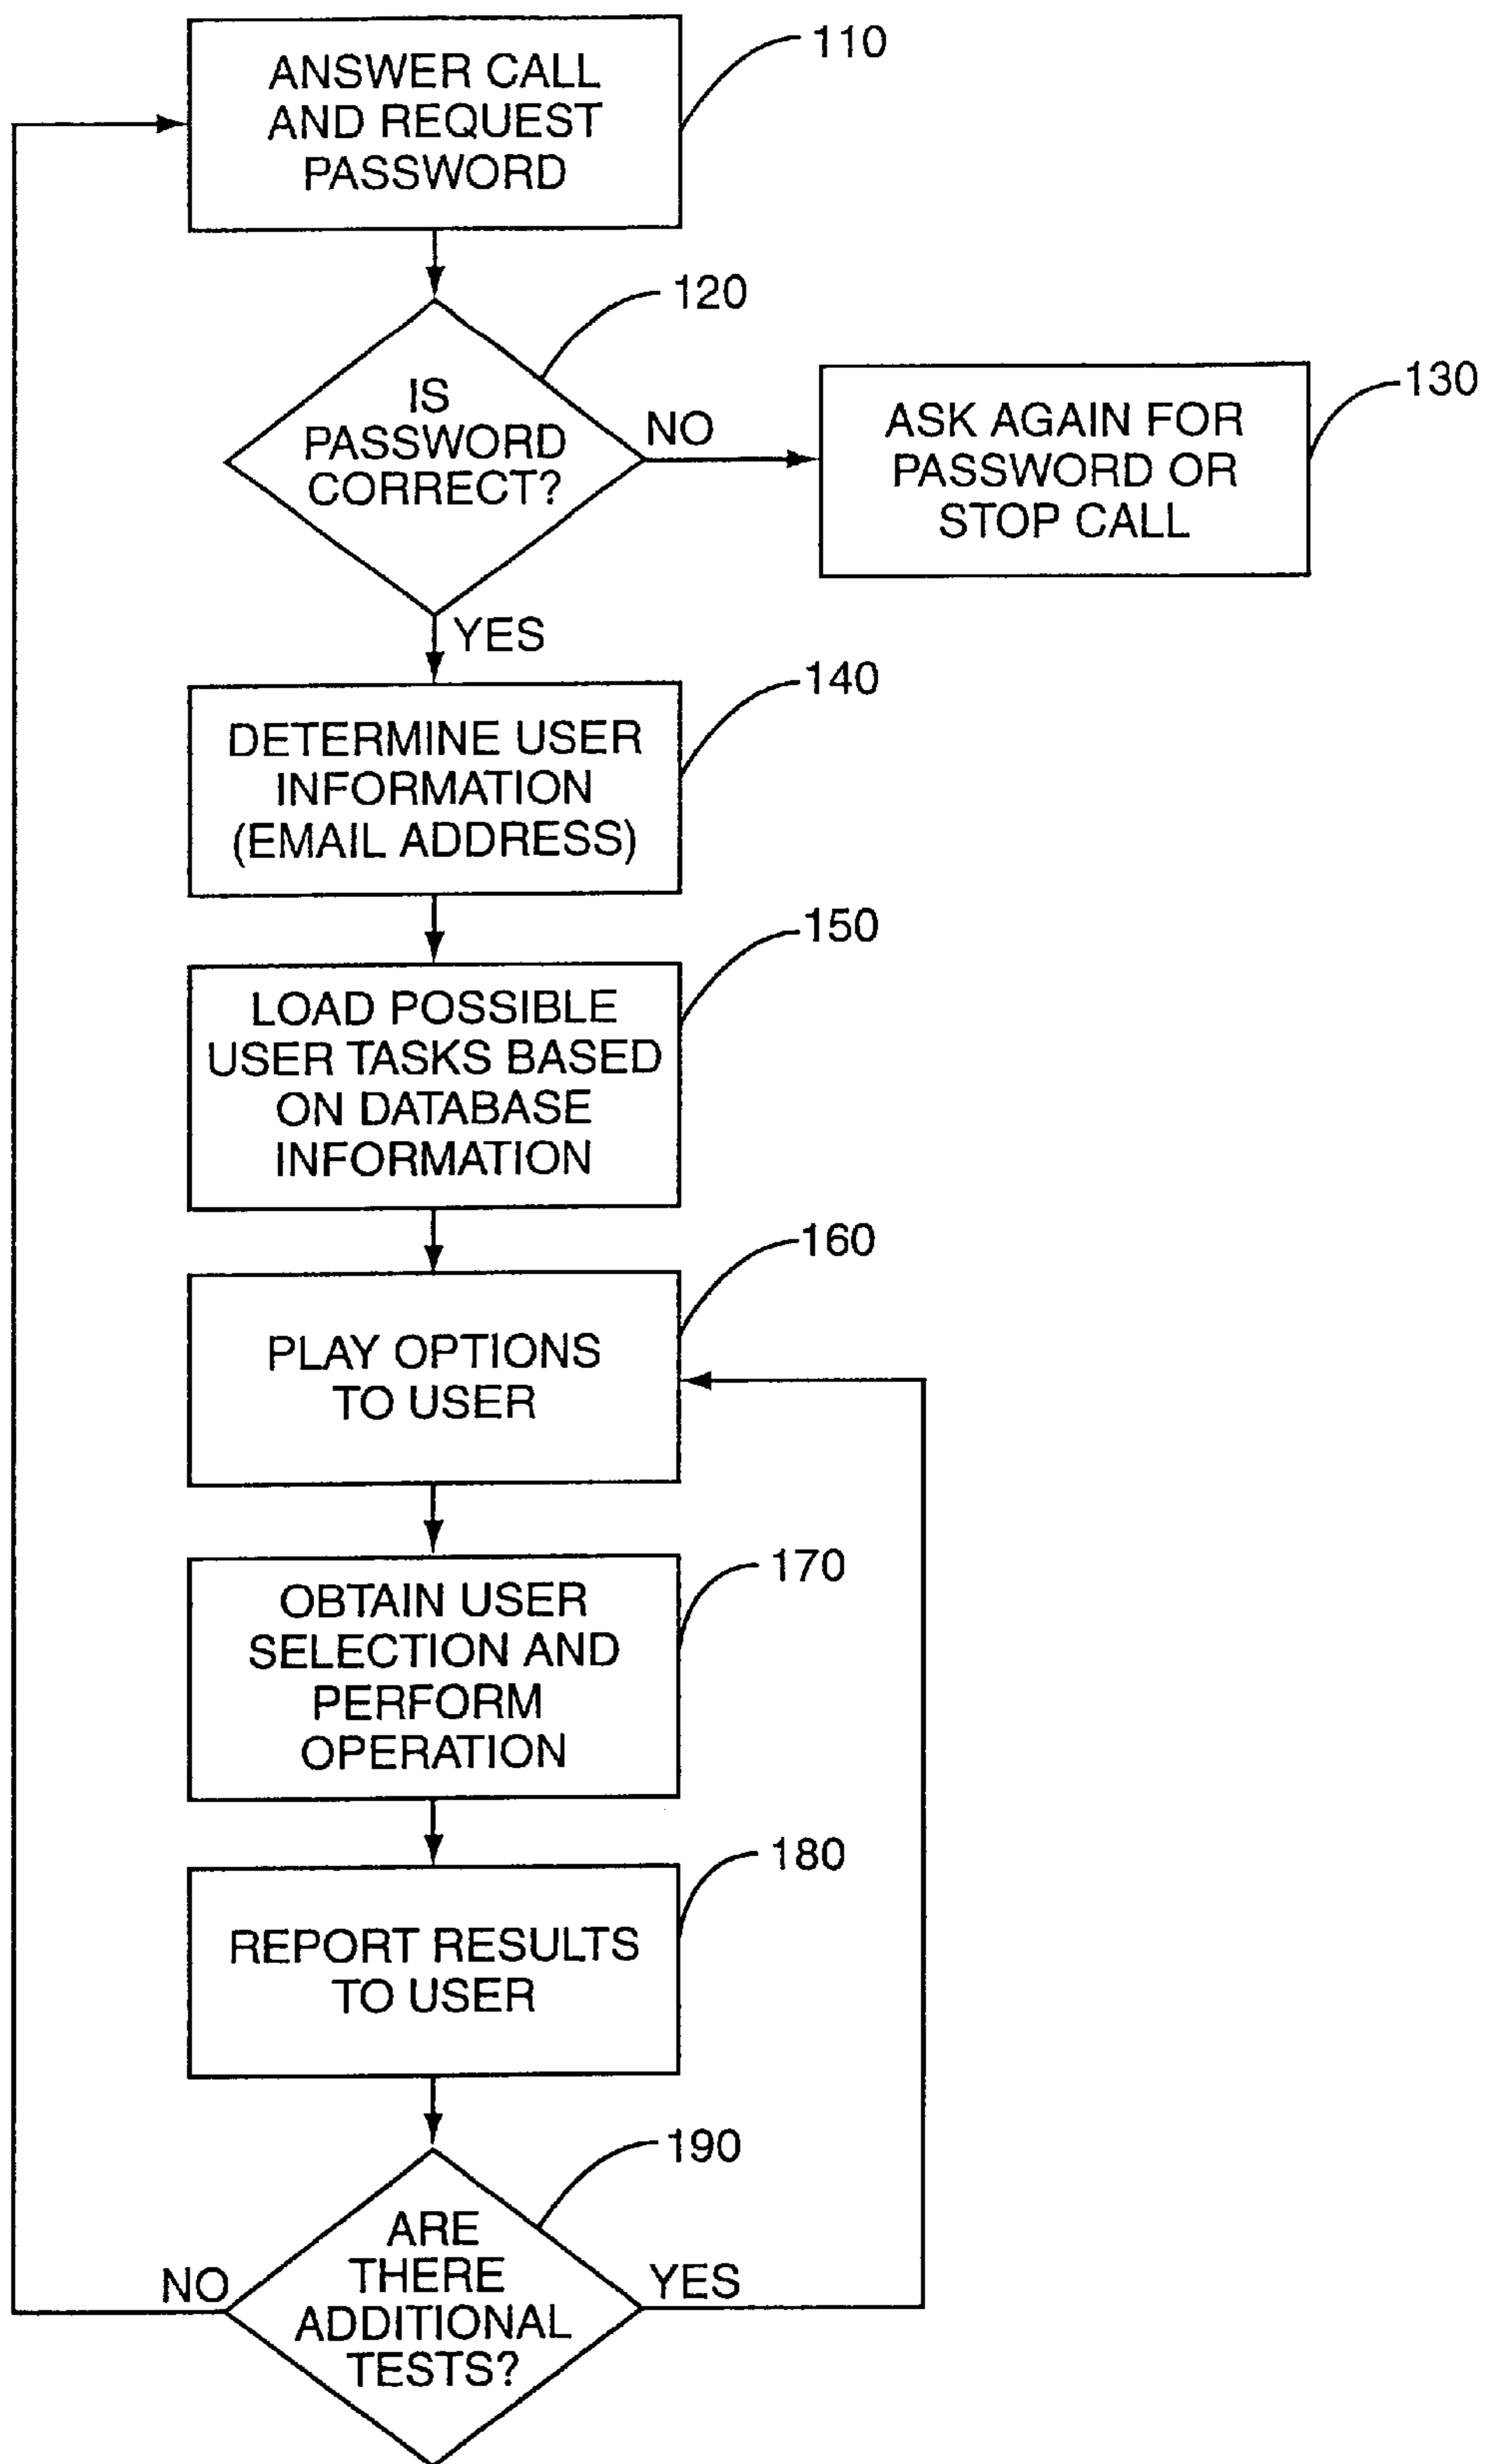 ANSWER CALL
AND REQUEST
PASSWORD
110
120
IS
PASSWORD
CORRECT?
NO
130
ASK AGAIN FOR
PASSWORD OR
STOP CALL
YES
140
DETERMINE USER
INFORMATION
(EMAIL ADDRESS)
150
LOAD POSSIBLE
USER TASKS BASED
ON DATABASE
INFORMATION
160
PLAY OPTIONS
TO USER
170
OBTAIN USER
SELECTION AND
PERFORM
OPERATION
180
REPORT RESULTS
TO USER
190
ARE
THERE
ADDITIONAL
TESTS?
NO
YES